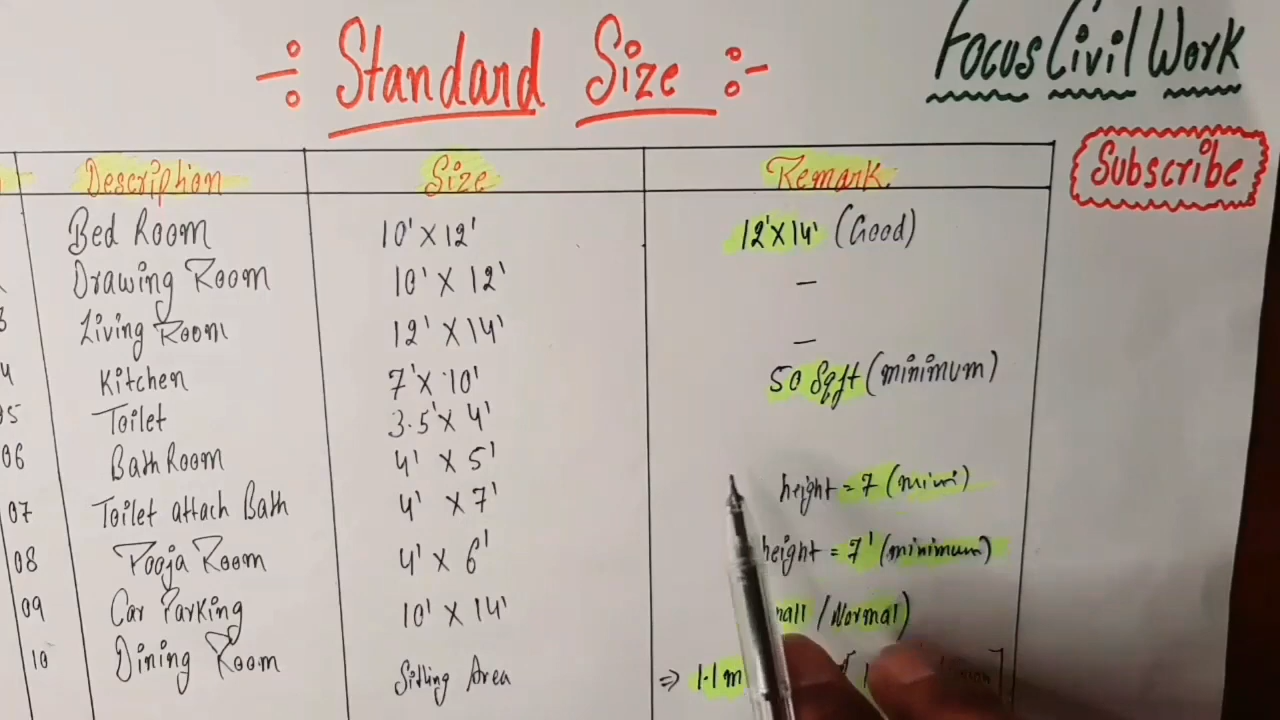 ÷ Standard Size :-
Focus Civil Work
Subscribe
Description Size Remark
Bed Room 10' X 12' 12' X 14' (Good)
Drawing Room 10' X 12' —
3 Living Room 12' X 14' —
4 Kitchen 7' X 10' 50 Sqft (minimum)
05 Toilet 3.5' X 4'
06 Bath Room 4' X 5'
07 Toilet attach Bath 4' X 7' height = 7 (mini)
08 Pooja Room 4' X 6' height = 7' (minimum)
09 Car Parking 10' X 14' / Normal)
10 Dining Room Sitting Area ⇒ 1.1 m